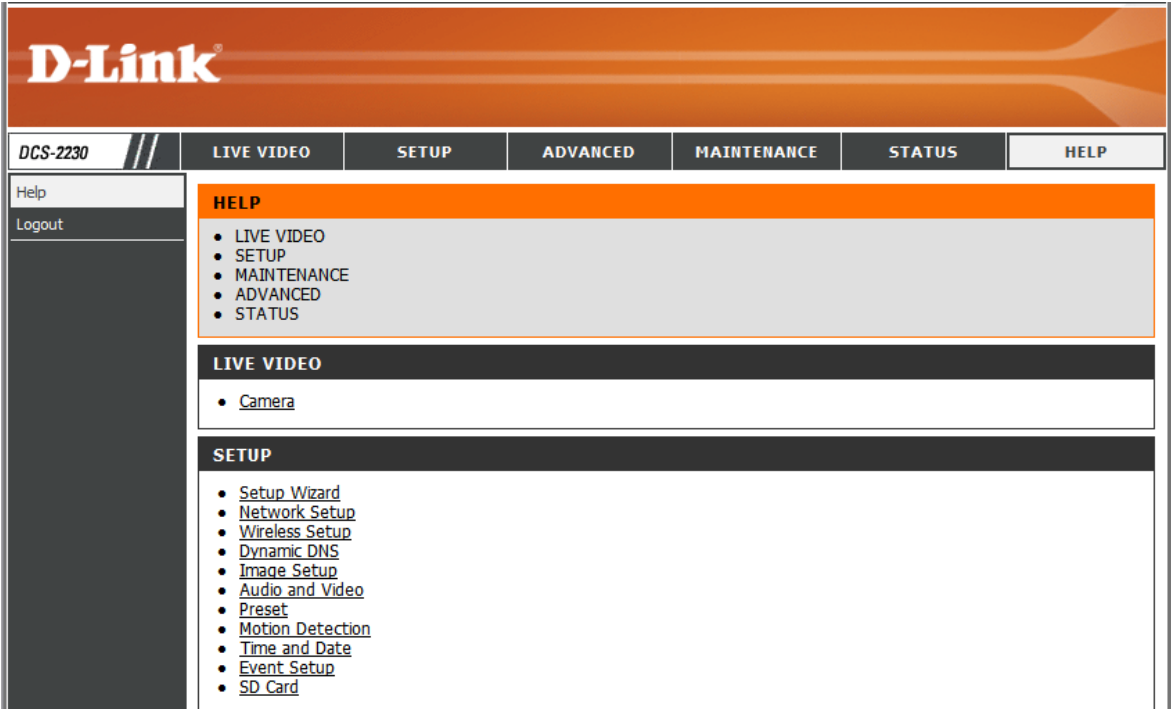 D-Link®
DCS-2230
LIVE VIDEO
SETUP
ADVANCED
MAINTENANCE
STATUS
HELP
Help
Logout
HELP
• LIVE VIDEO
• SETUP
• MAINTENANCE
• ADVANCED
• STATUS
LIVE VIDEO
• Camera
SETUP
• Setup Wizard
• Network Setup
• Wireless Setup
• Dynamic DNS
• Image Setup
• Audio and Video
• Preset
• Motion Detection
• Time and Date
• Event Setup
• SD Card